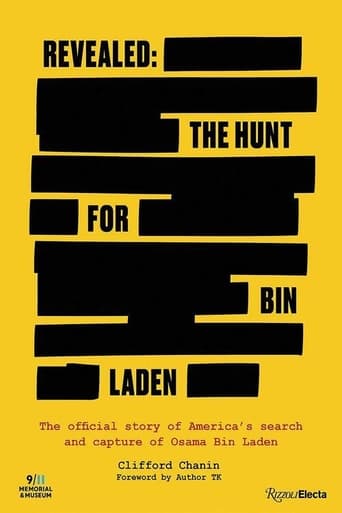 REVEALED:
THE HUNT
FOR
BIN
LADEN
The official story of America's search
and capture of Osama Bin Laden
Clifford Chanin
Foreword by Author TK
9/11
MEMORIAL
&MUSEUM
RIZZOLI Electa